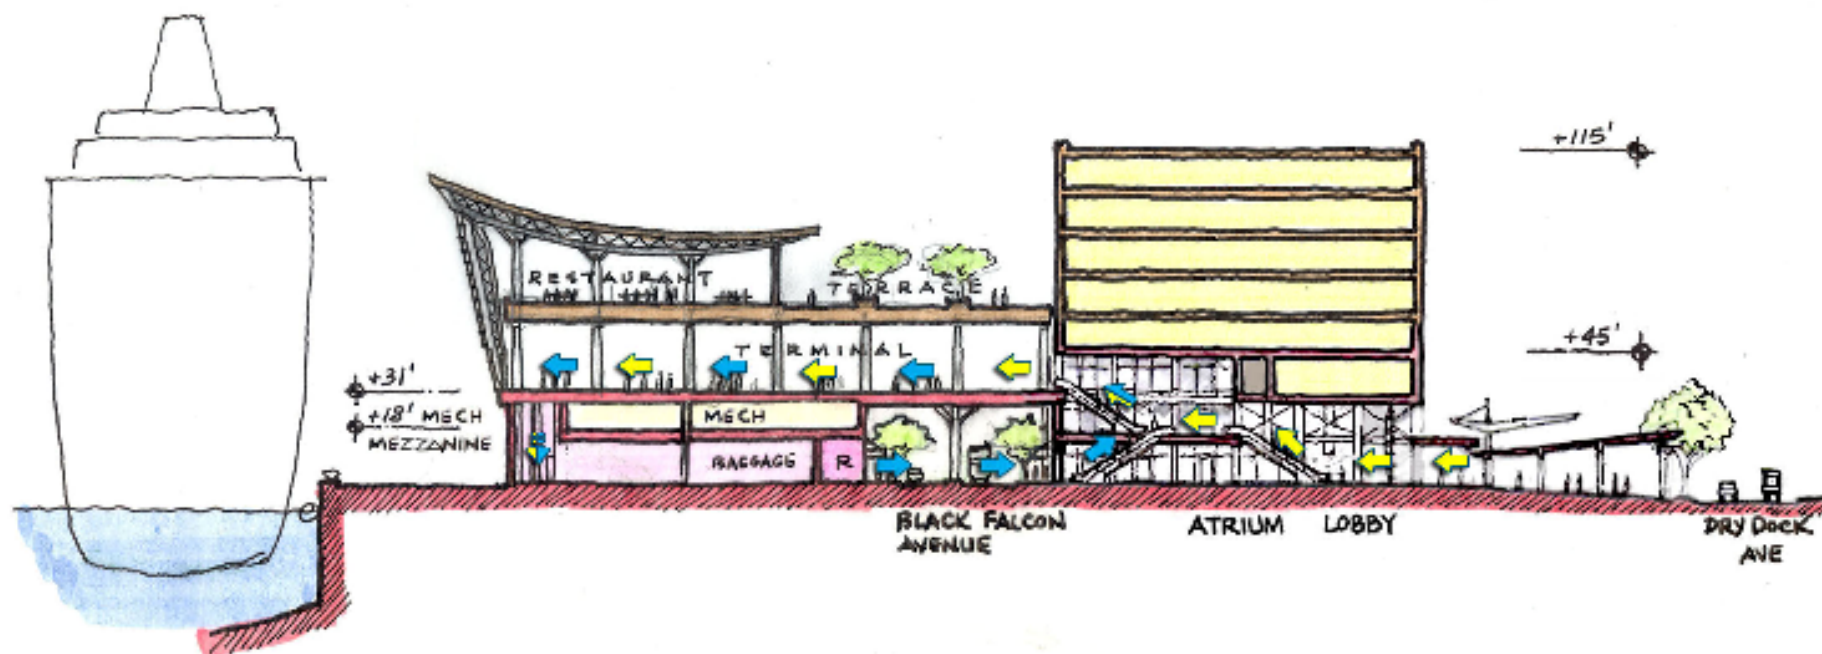 +115'
RESTAURANT
TERRACE
+45'
TERMINAL
+31'
+18' MECH
MEZZANINE
MECH
BAGGAGE
R
BLACK FALCON
AVENUE
ATRIUM
LOBBY
DRY DOCK
AVE